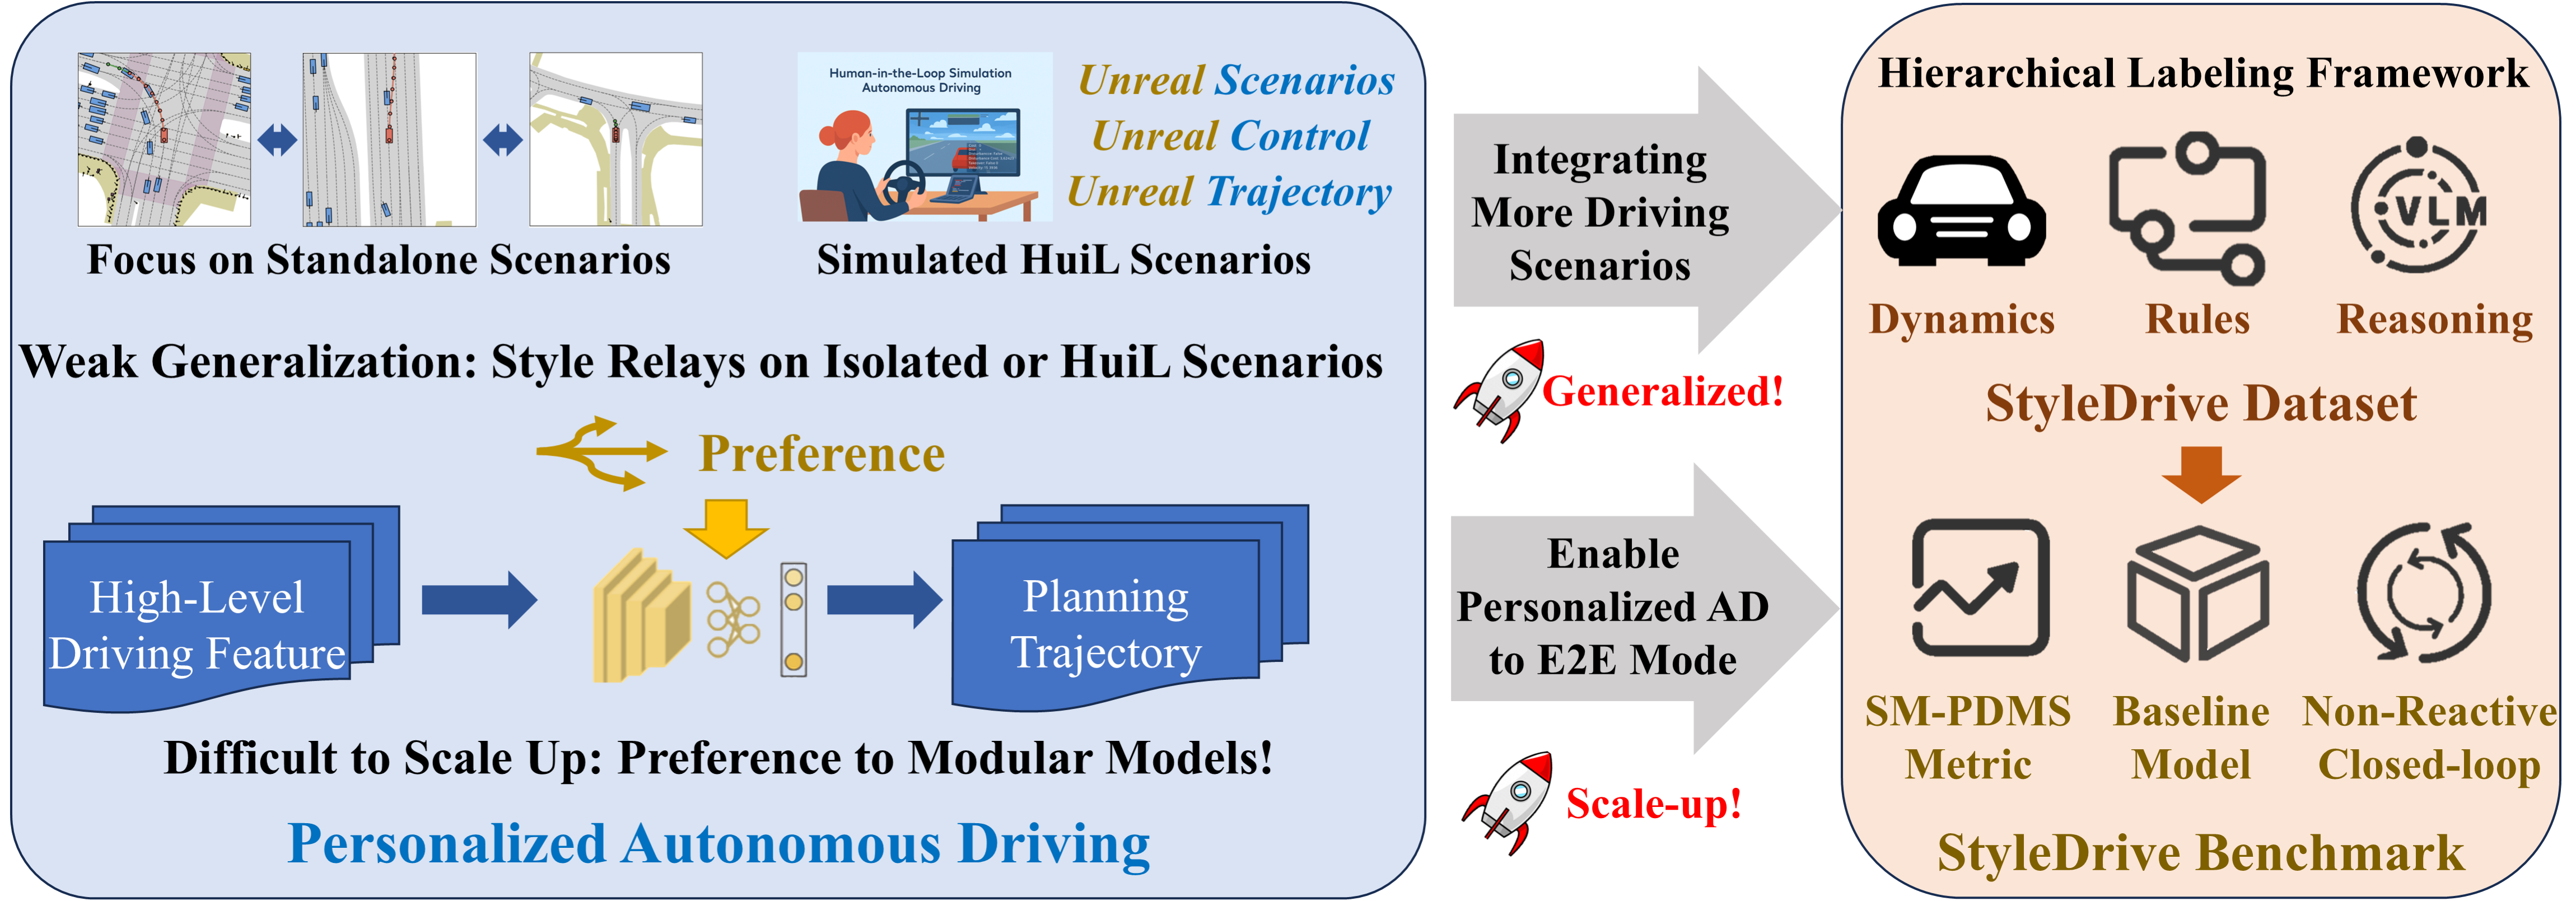 Human-in-the-Loop Simulation
Autonomous Driving
Unreal Scenarios
Unreal Control
Unreal Trajectory
Focus on Standalone Scenarios
Simulated HuiL Scenarios
Weak Generalization: Style Relays on Isolated or HuiL Scenarios
Preference
High-Level
Driving Feature
Planning
Trajectory
Difficult to Scale Up: Preference to Modular Models!
Personalized Autonomous Driving
Integrating
More Driving
Scenarios
Generalized!
Enable
Personalized AD
to E2E Mode
Scale-up!
Hierarchical Labeling Framework
VLM
Dynamics
Rules
Reasoning
StyleDrive Dataset
SM-PDMS
Metric
Baseline
Model
Non-Reactive
Closed-loop
StyleDrive Benchmark